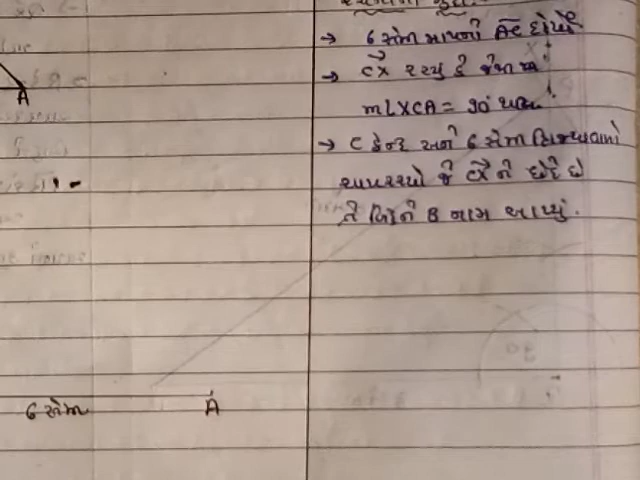 → 6 સેમ માપની AC દોર્યો
→ CX રચ્યું કે જેમાં
m∠XCA = 90 થાય
→ C કેન્દ્ર અને 6 સેમ ત્રિજ્યાવાળો
ચાપ રચ્યો જે CX ને છેદે છે
તે બિંદુને B નામ આપ્યું.
A
6 સેમ A